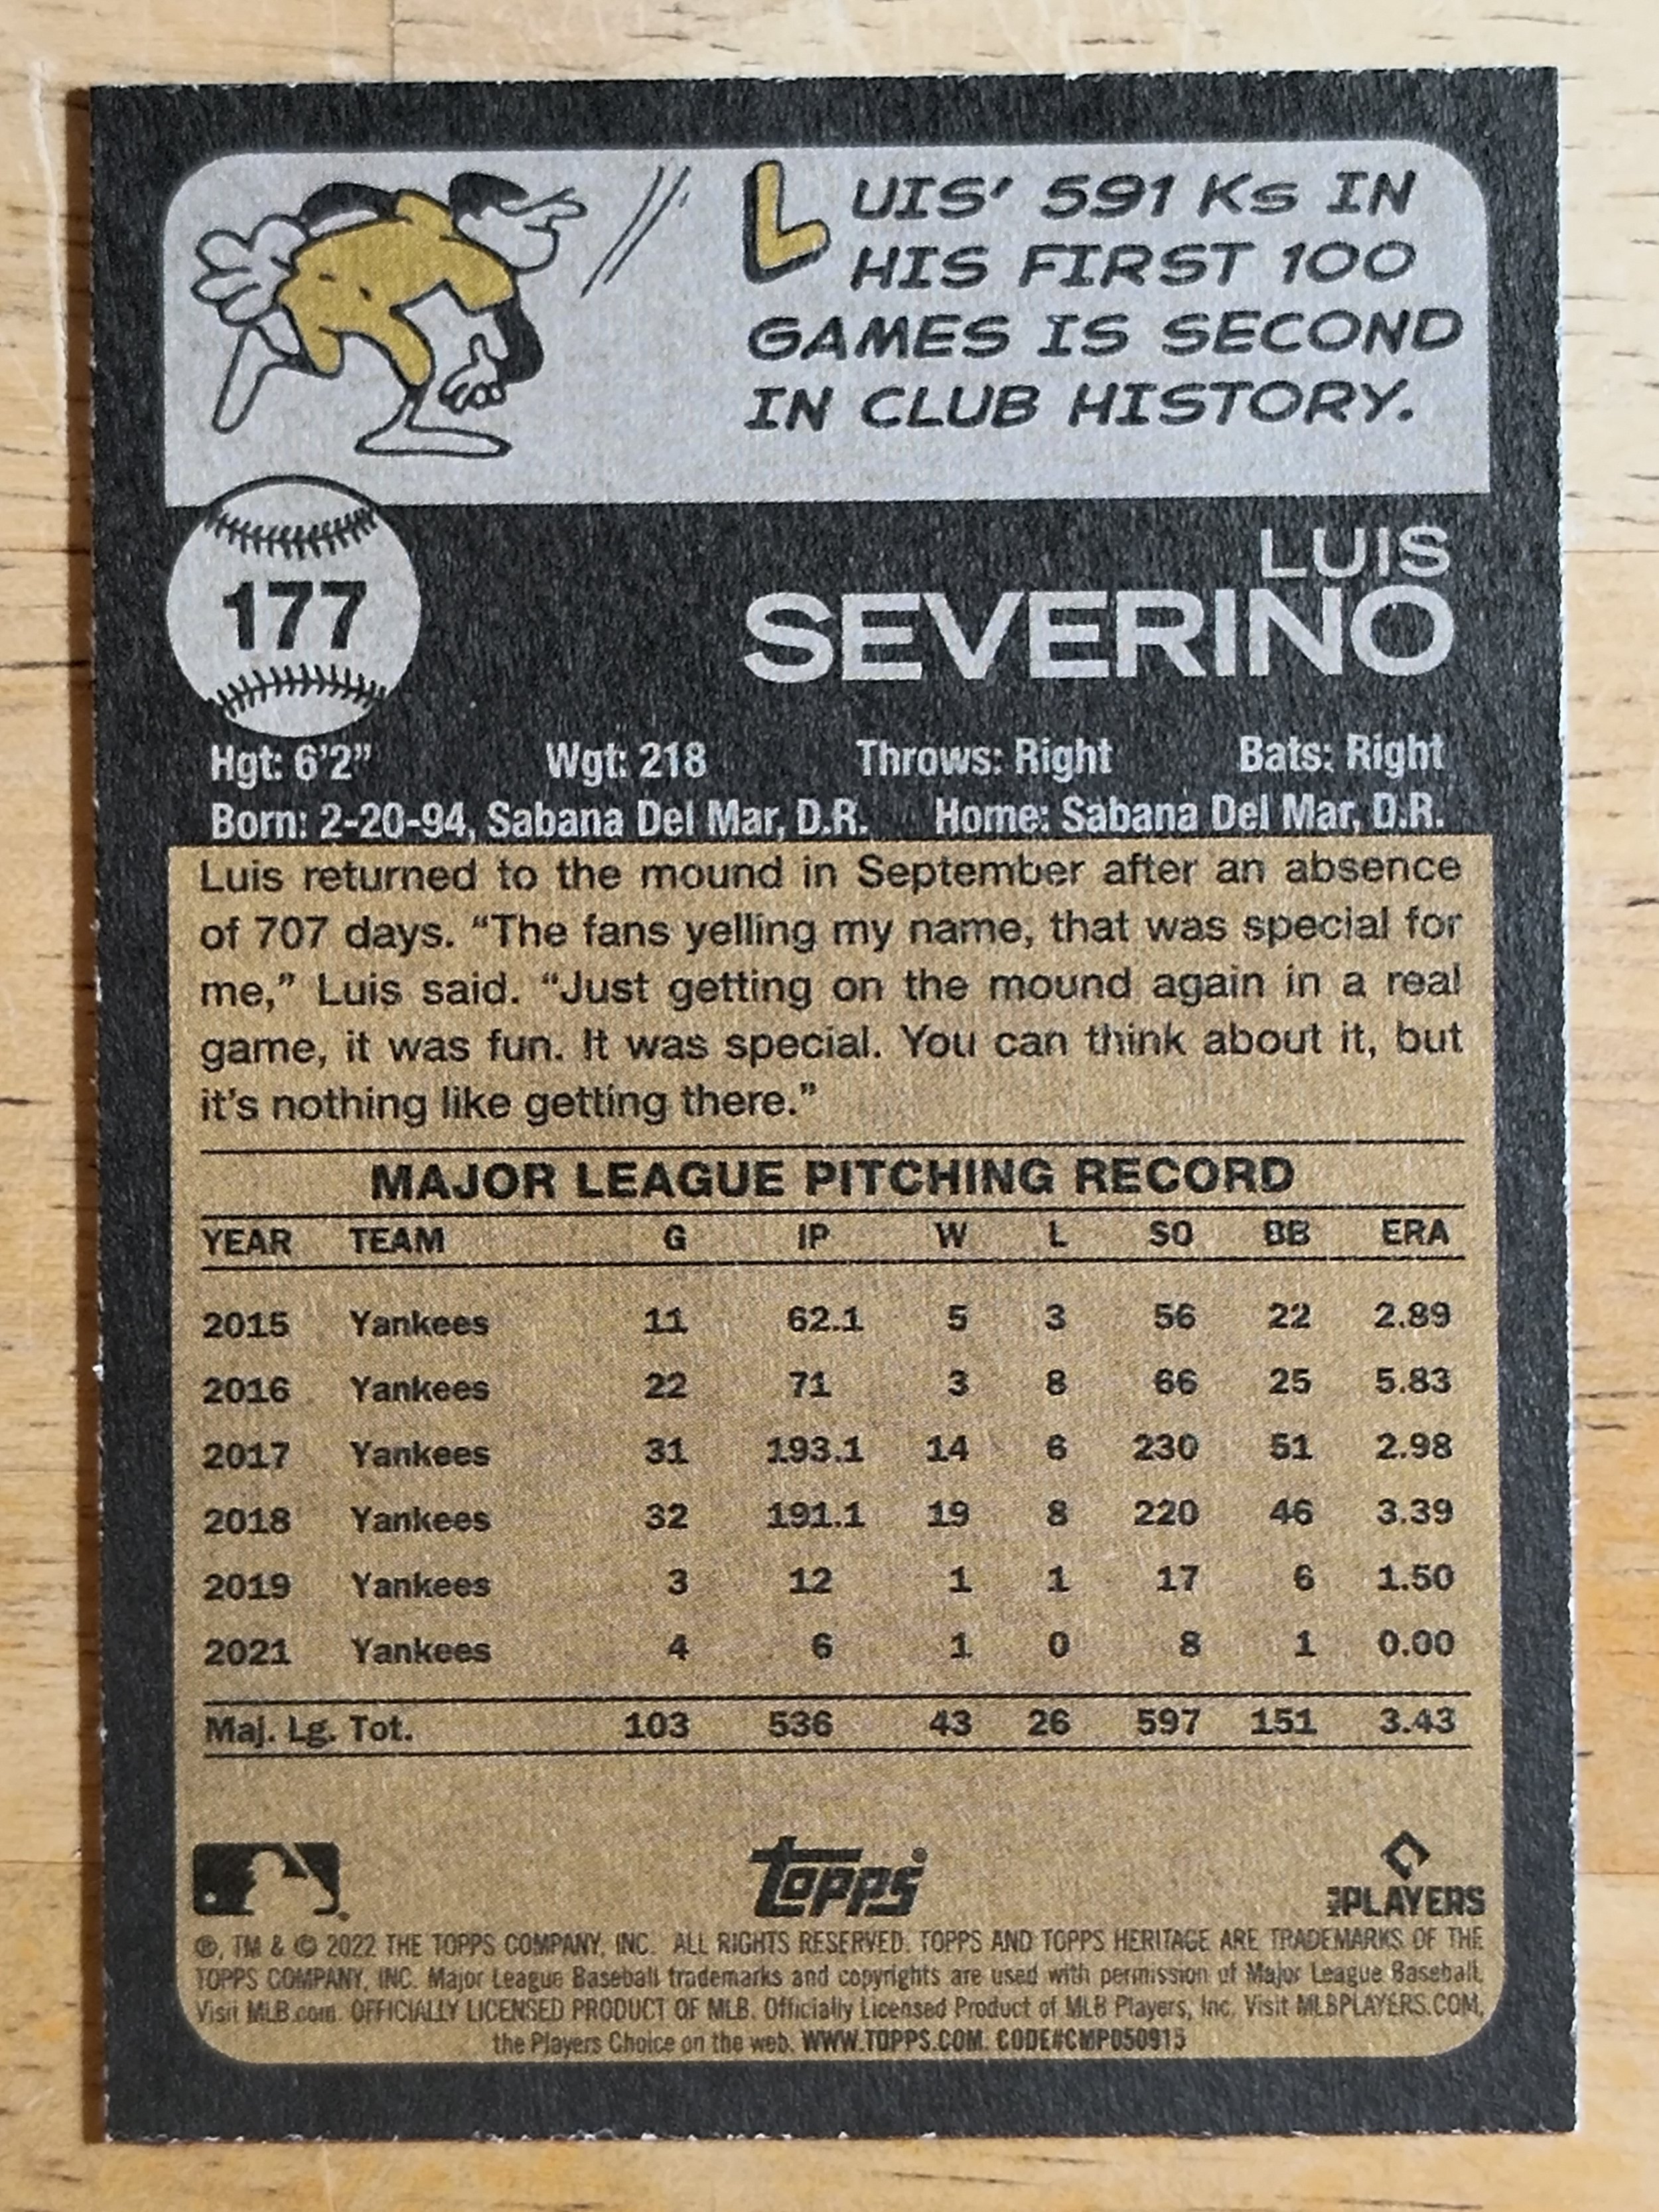 LUIS' 591 Ks IN
HIS FIRST 100
GAMES IS SECOND
IN CLUB HISTORY.
177
LUIS
SEVERINO
Hgt: 6'2” Wgt: 218 Throws: Right Bats: Right
Born: 2-20-94, Sabana Del Mar, D.R. Home: Sabana Del Mar, D.R.
Luis returned to the mound in September after an absence
of 707 days. “The fans yelling my name, that was special for
me,” Luis said. “Just getting on the mound again in a real
game, it was fun. It was special. You can think about it, but
it's nothing like getting there.”
MAJOR LEAGUE PITCHING RECORD
YEAR TEAM G IP W L SO BB ERA
2015 Yankees 11 62.1 5 3 56 22 2.89
2016 Yankees 22 71 3 8 66 25 5.83
2017 Yankees 31 193.1 14 6 230 51 2.98
2018 Yankees 32 191.1 19 8 220 46 3.39
2019 Yankees 3 12 1 1 17 6 1.50
2021 Yankees 4 6 1 0 8 1 0.00
Maj. Lg. Tot. 103 536 43 26 597 151 3.43
topps
MLB PLAYERS
®, TM & © 2022 THE TOPPS COMPANY, INC. ALL RIGHTS RESERVED. TOPPS AND TOPPS HERITAGE ARE TRADEMARKS OF THE
TOPPS COMPANY, INC. Major League Baseball trademarks and copyrights are used with permission of Major League Baseball.
Visit MLB.com. OFFICIALLY LICENSED PRODUCT OF MLB. Officially Licensed Product of MLB Players, Inc. Visit MLBPLAYERS.COM,
the Players Choice on the web. WWW.TOPPS.COM. CODE#CMP050915